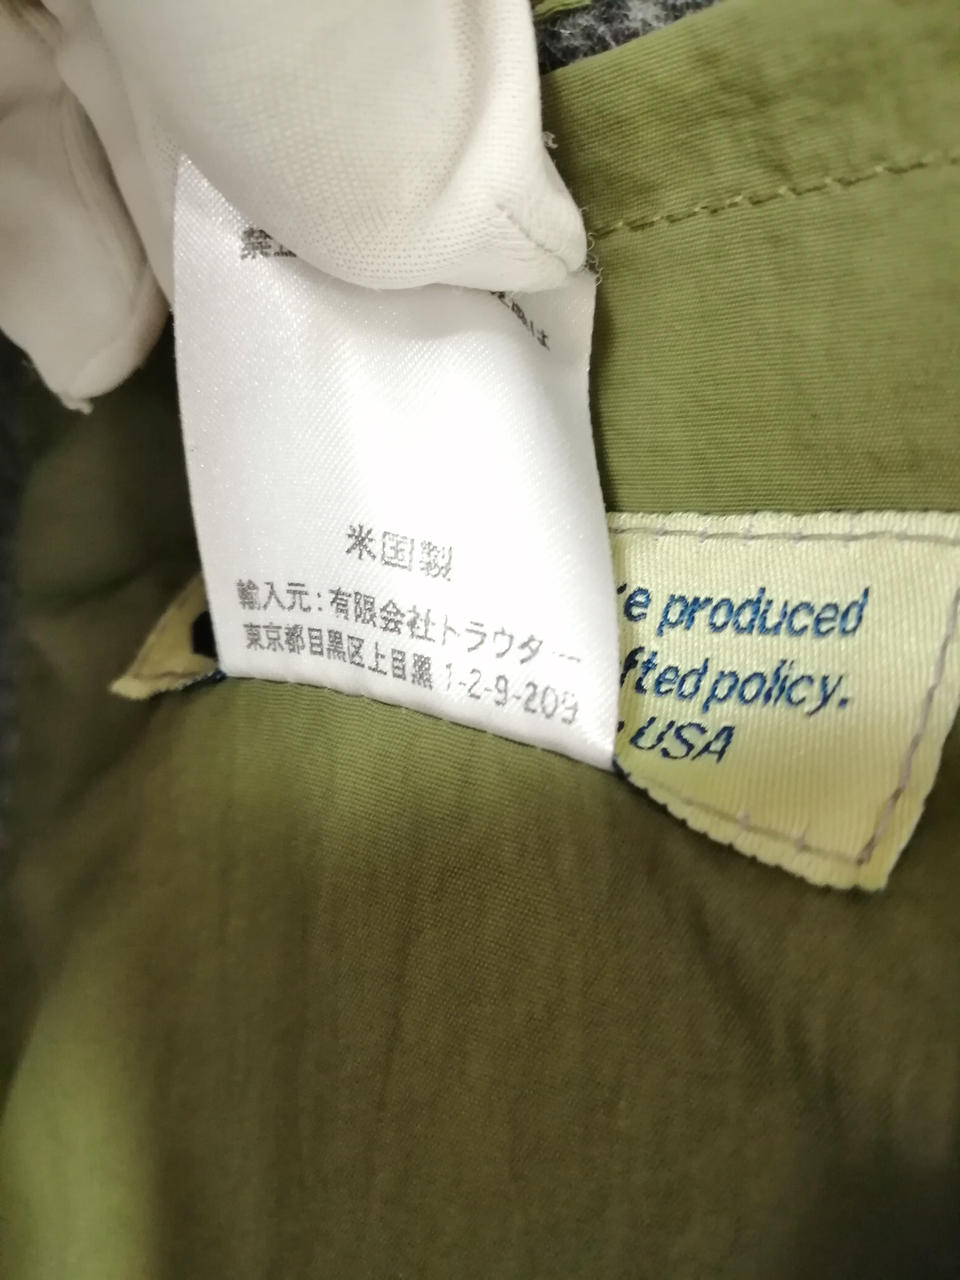 米国製
輸入元:有限会社トラウター
東京都目黒区上目黒 1-2-9-209
e produced
fted policy.
USA